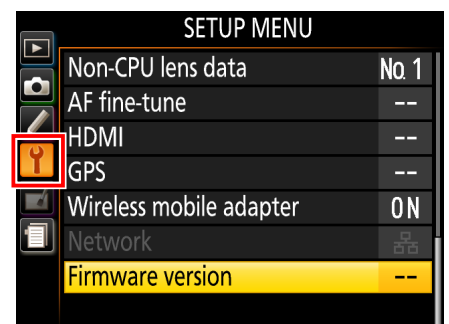 SETUP MENU
Non-CPU lens data No. 1
AF fine-tune --
HDMI --
GPS --
Wireless mobile adapter ON
Network
Firmware version --